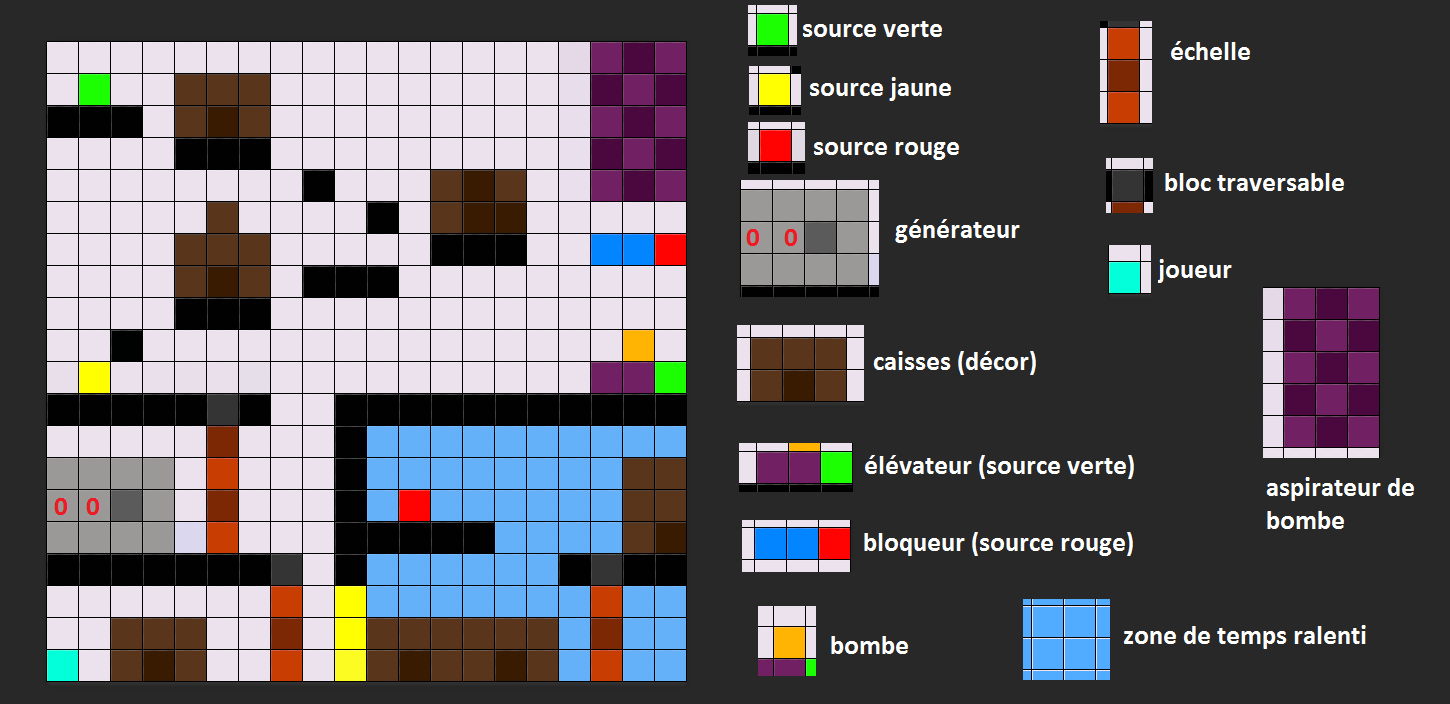 source verte
source jaune
source rouge
0 0
générateur
caisses (décor)
élévateur (source verte)
bloqueur (source rouge)
bombe
échelle
bloc traversable
joueur
aspirateur de
bombe
zone de temps ralenti
0 0